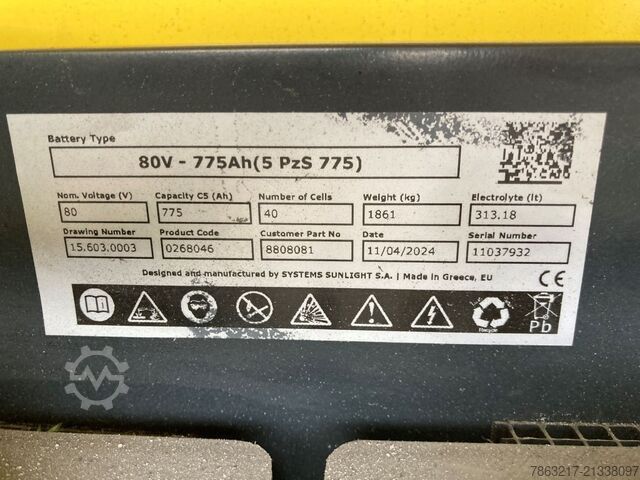 Battery Type
80V - 775Ah(5 PzS 775)
Nom. Voltage (V) Capacity C5 (Ah) Number of Cells Weight (kg) Electrolyte (lt)
80 775 40 1861 313.18
Drawing Number Product Code Customer Part No Date Serial Number
15.603.0003 0268046 8808081 11/04/2024 11037932
Designed and manufactured by SYSTEMS SUNLIGHT S.A. | Made in Greece, EU
CE
Recycle
Pb
7863217-21338097